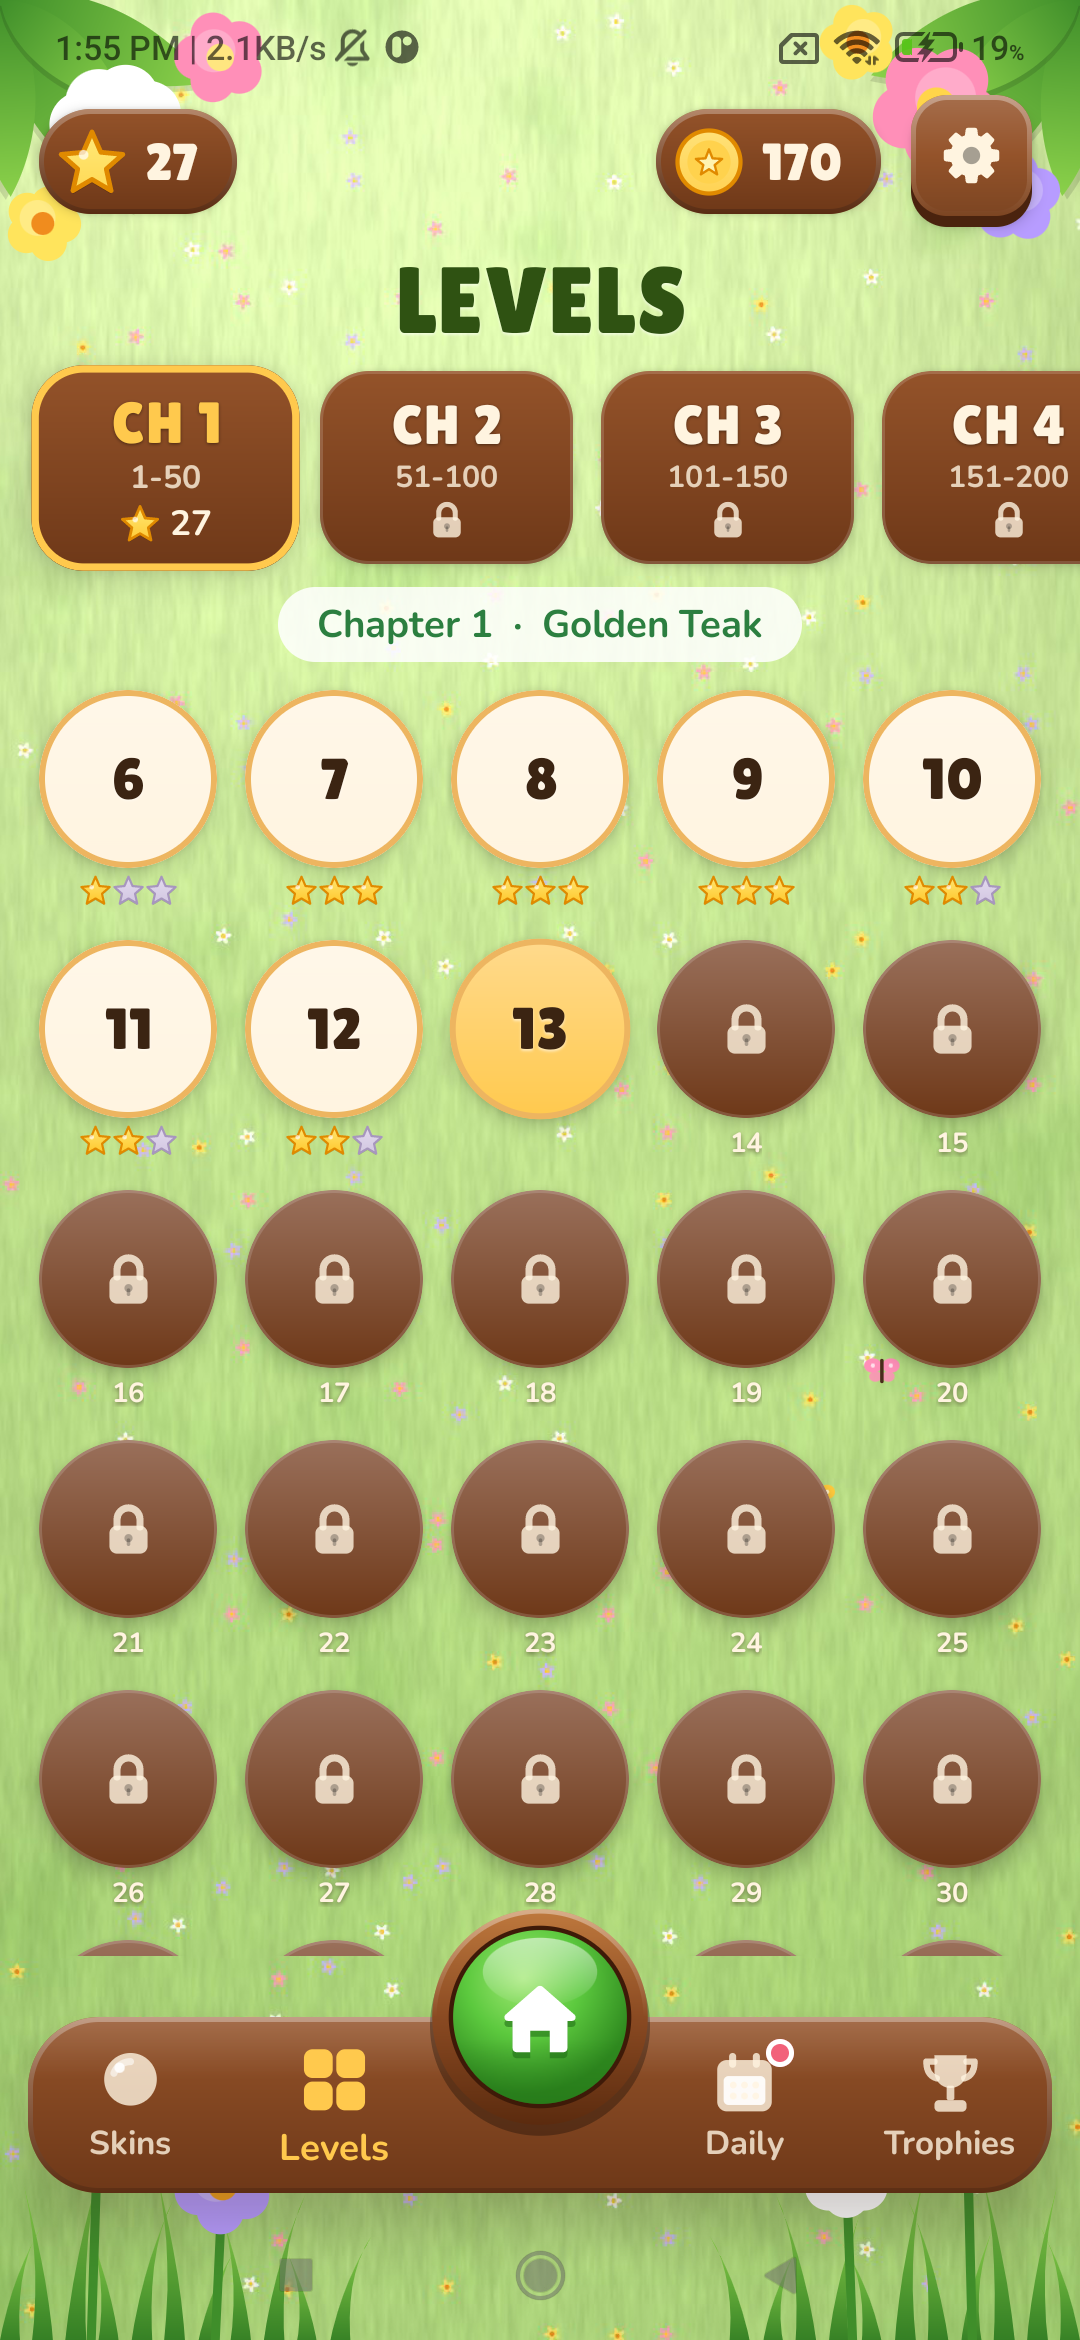 1:55 PM | 2.1KB/s 19%
27 170
LEVELS
CH 1 CH 2 CH 3 CH 4
1-50 51-100 101-150 151-200
27
Chapter 1 · Golden Teak
6 7 8 9 10
11 12 13
14 15
16 17 18 19 20
21 22 23 24 25
26 27 28 29 30
Skins Levels Daily Trophies